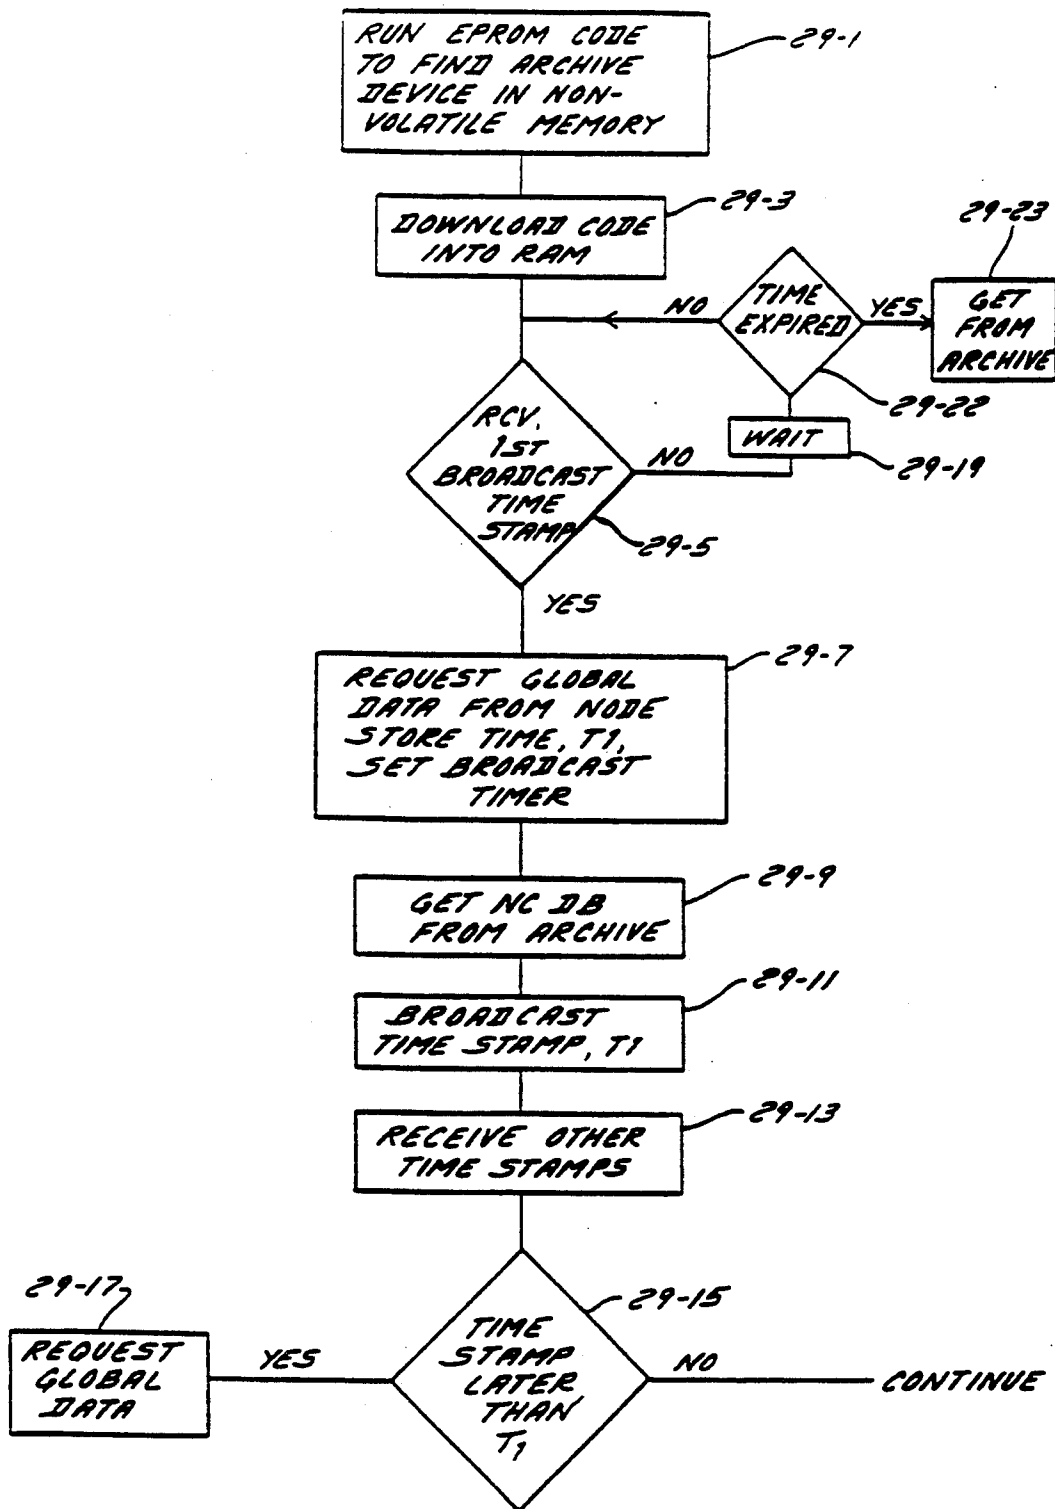 RUN EPROM CODE
TO FIND ARCHIVE
DEVICE IN NON-
VOLATILE MEMORY
29-1
DOWNLOAD CODE
INTO RAM
29-3
29-23
TIME
EXPIRED
NO
YES
GET
FROM
ARCHIVE
29-22
WAIT
29-19
RCV,
1ST
BROADCAST
TIME
STAMP
NO
29-5
YES
29-7
REQUEST GLOBAL
DATA FROM NODE
STORE TIME, T1,
SET BROADCAST
TIMER
29-9
GET NC DB
FROM ARCHIVE
29-11
BROADCAST
TIME STAMP, T1
29-13
RECEIVE OTHER
TIME STAMPS
29-17
29-15
REQUEST
GLOBAL
DATA
YES
TIME
STAMP
LATER
THAN
T1
NO
CONTINUE